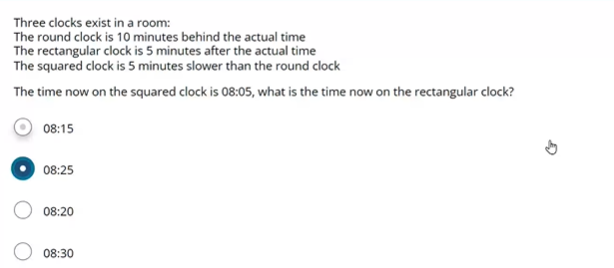 Three clocks exist in a room:
The round clock is 10 minutes behind the actual time
The rectangular clock is 5 minutes after the actual time
The squared clock is 5 minutes slower than the round clock
The time now on the squared clock is 08:05, what is the time now on the rectangular clock?
08:15
08:25
08:20
08:30